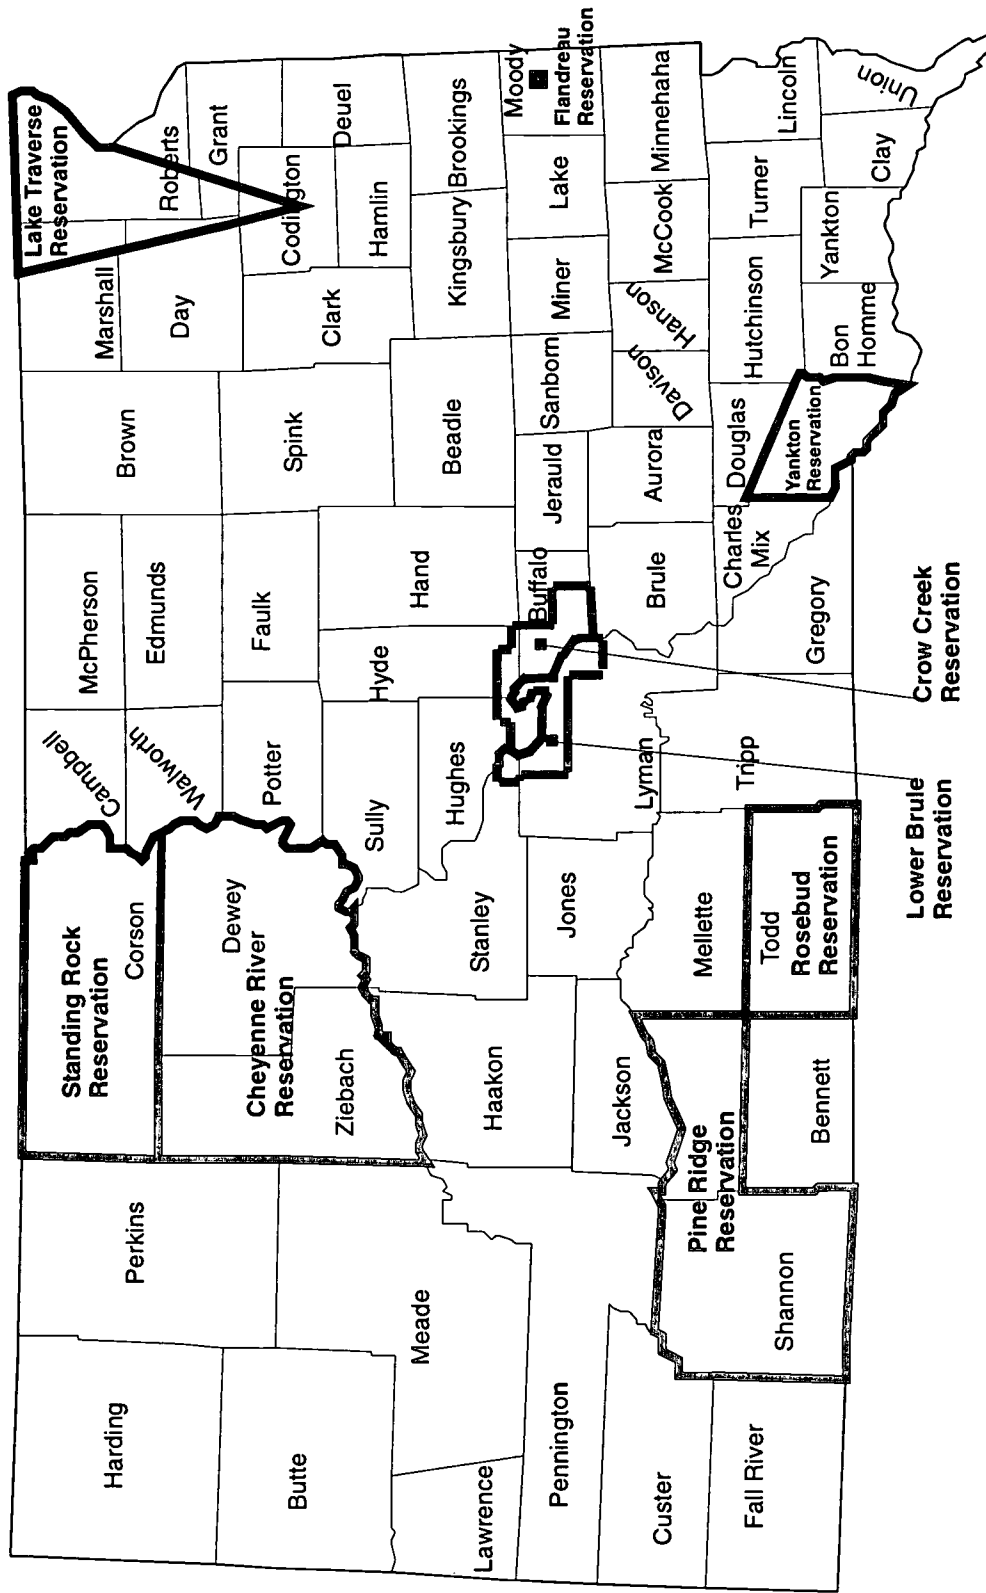 Harding
Perkins
Standing Rock
Reservation
Corson
Campbell
McPherson
Brown
Marshall
Lake Traverse
Reservation
Roberts
Walworth
Edmunds
Day
Grant
Butte
Dewey
Cheyenne River
Reservation
Ziebach
Potter
Faulk
Spink
Codington
Clark
Deuel
Hamlin
Meade
Sully
Hyde
Hand
Beadle
Kingsbury
Brookings
Lawrence
Haakon
Stanley
Hughes
Buffalo
Jerauld
Sanborn
Miner
Lake
Moody
Flandreau
Reservation
Pennington
Jackson
Jones
Lyman
Brule
Aurora
Davison
Hanson
McCook
Minnehaha
Custer
Pine Ridge
Reservation
Mellette
Tripp
Charles
Mix
Douglas
Hutchinson
Turner
Lincoln
Fall River
Shannon
Bennett
Todd
Rosebud
Reservation
Gregory
Yankton
Reservation
Bon
Homme
Yankton
Clay
Union
Lower Brule
Reservation
Crow Creek
Reservation